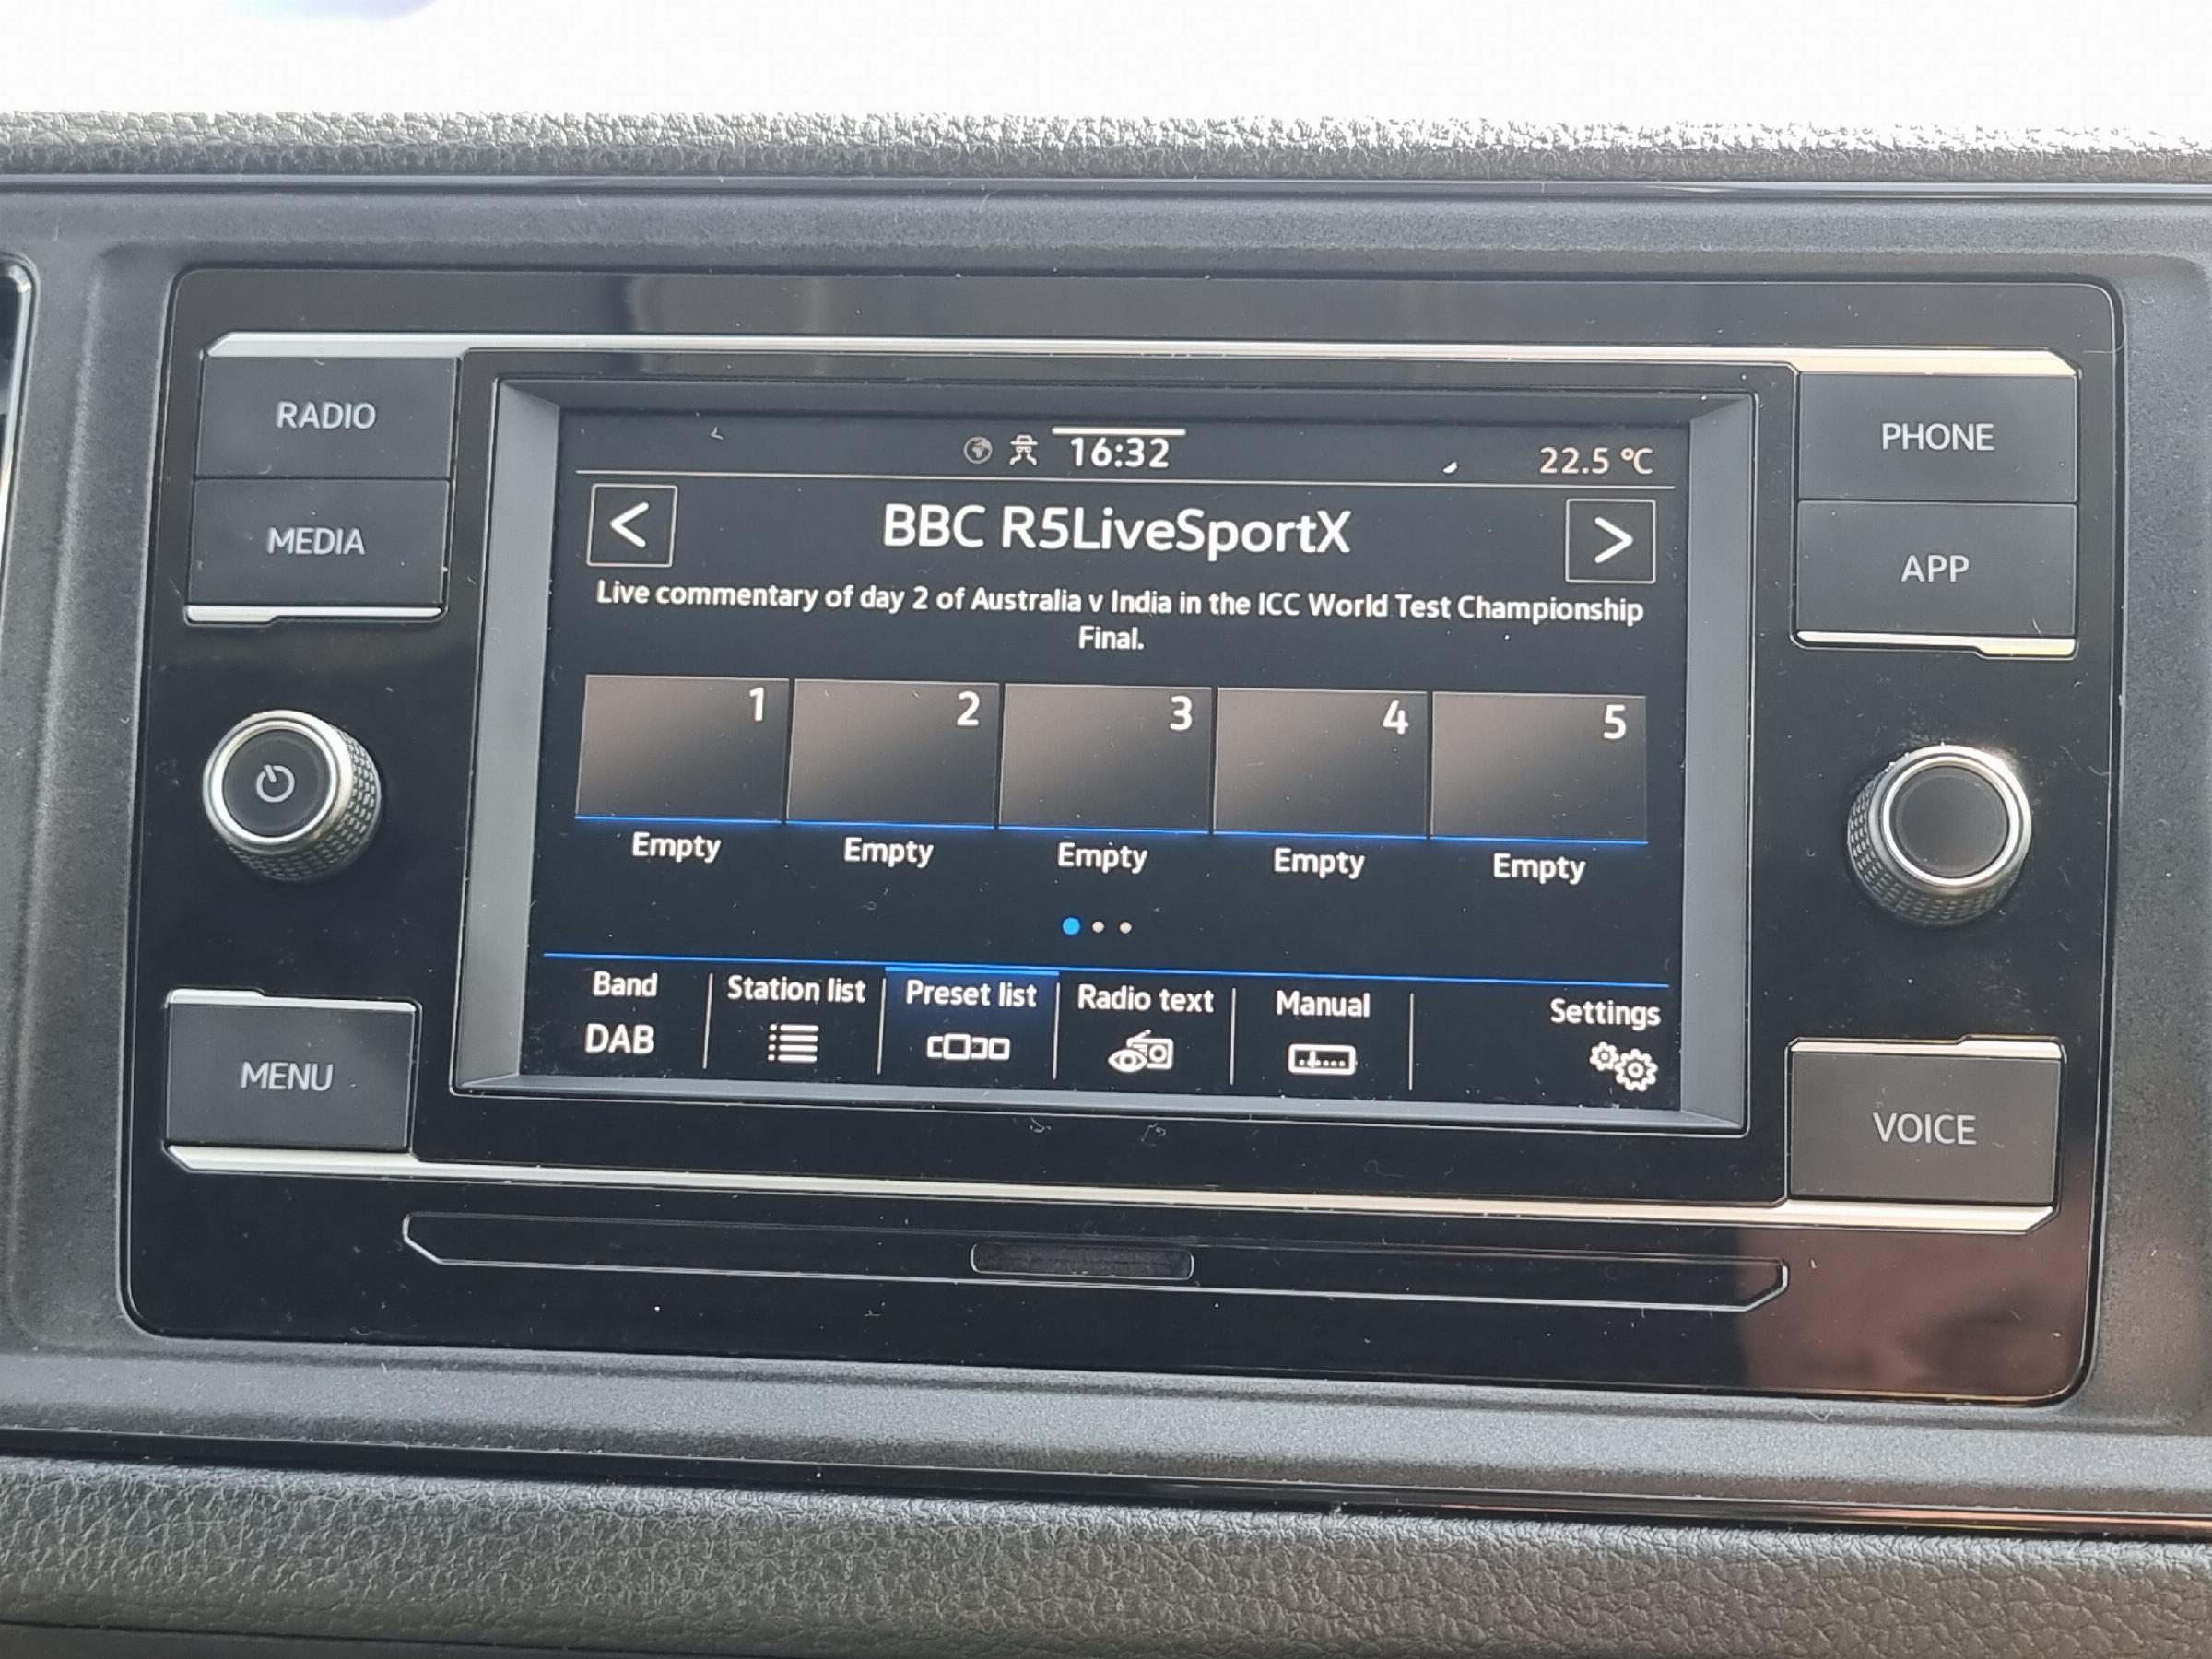 RADIO
MEDIA
MENU
16:32
22.5 °C
<
BBC R5LiveSportX
>
Live commentary of day 2 of Australia v India in the ICC World Test Championship
Final.
1 2 3 4 5
Empty Empty Empty Empty Empty
Band Station list Preset list Radio text Manual Settings
DAB
PHONE
APP
VOICE